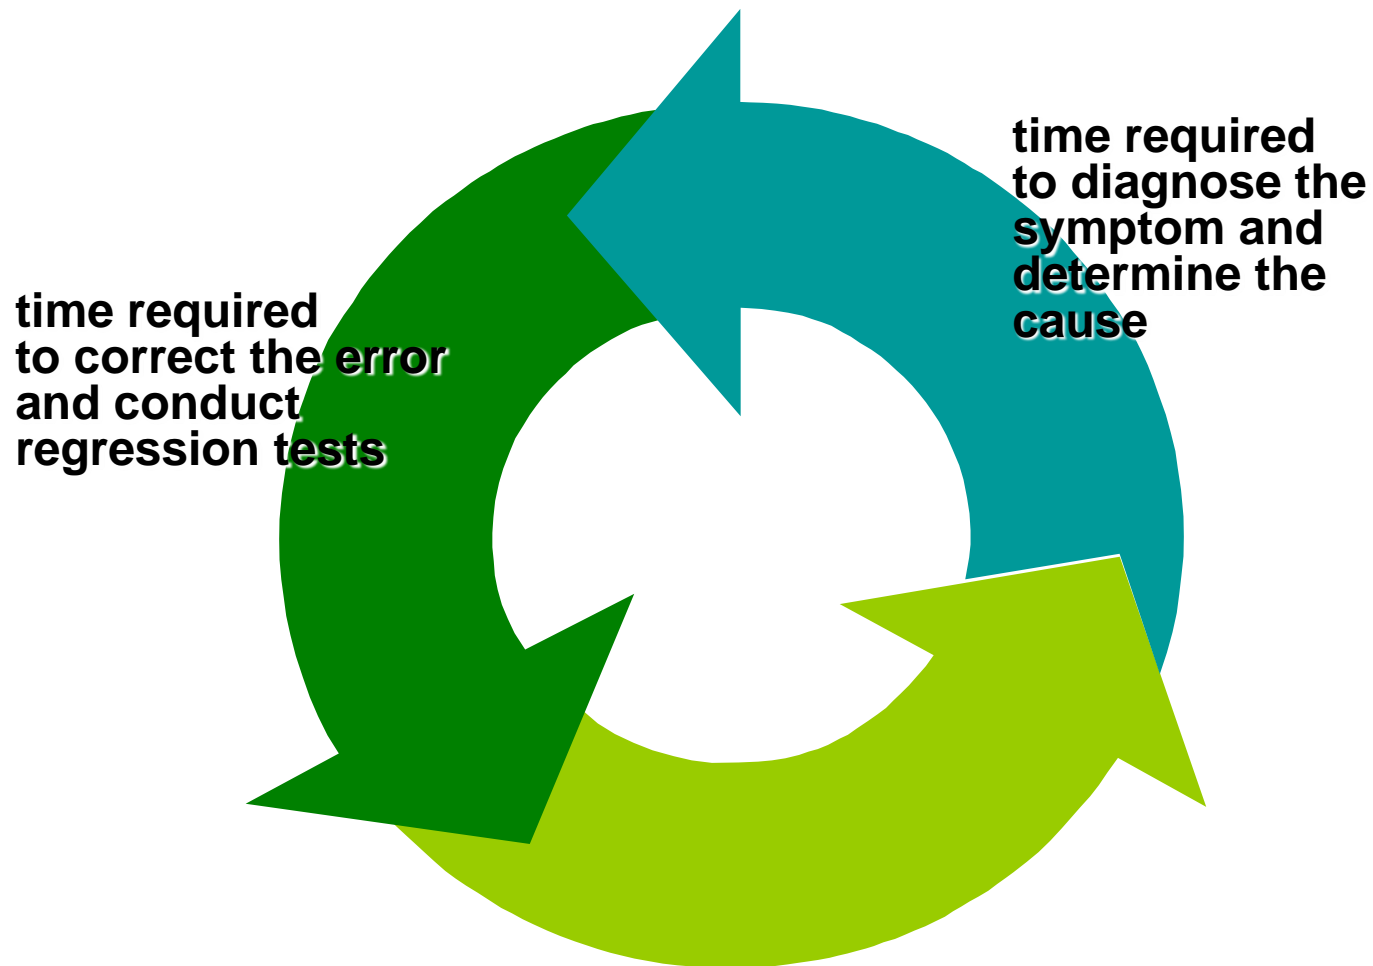 time required
to diagnose the
symptom and
determine the
cause
time required
to correct the error
and conduct
regression tests